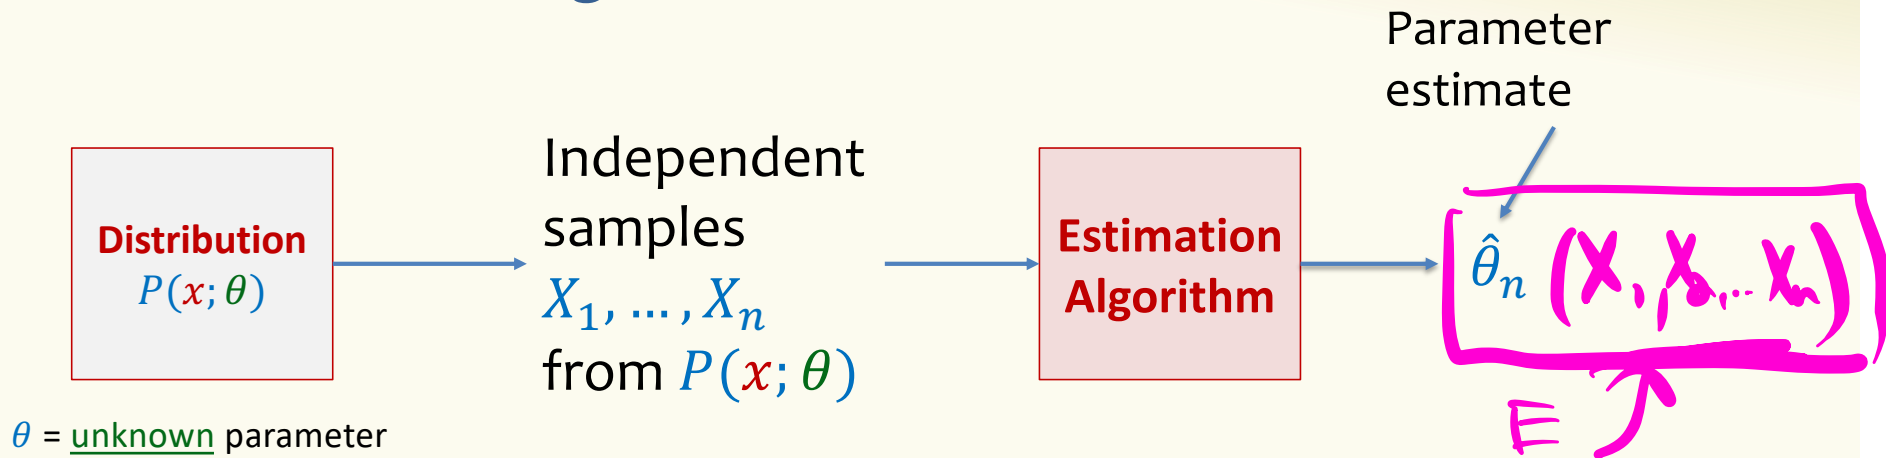 Parameter
estimate
Distribution
P(x; θ)
Independent
samples
X₁, … , Xₙ
from P(x; θ)
Estimation
Algorithm
θ̂ₙ (X₁, X₂, ... Xₙ)
E
θ = unknown parameter